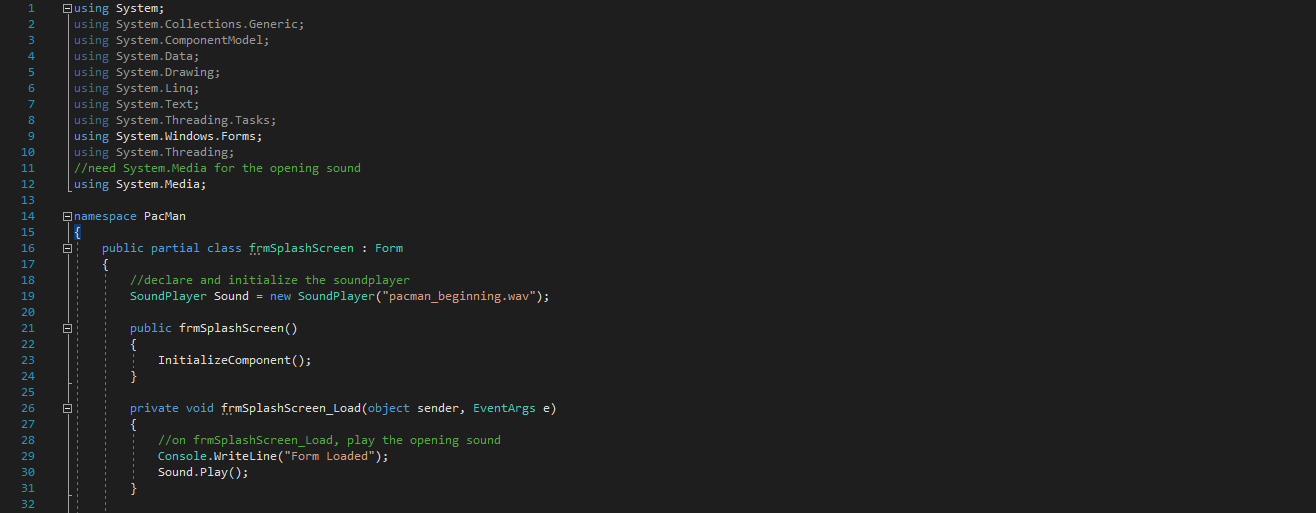 1 using System;
2 using System.Collections.Generic;
3 using System.ComponentModel;
4 using System.Data;
5 using System.Drawing;
6 using System.Linq;
7 using System.Text;
8 using System.Threading.Tasks;
9 using System.Windows.Forms;
10 using System.Threading;
11 //need System.Media for the opening sound
12 using System.Media;
13
14 namespace PacMan
15 {
16     public partial class frmSplashScreen : Form
17     {
18         //declare and initialize the soundplayer
19         SoundPlayer Sound = new SoundPlayer("pacman_beginning.wav");
20
21         public frmSplashScreen()
22         {
23             InitializeComponent();
24         }
25
26         private void frmSplashScreen_Load(object sender, EventArgs e)
27         {
28             //on frmSplashScreen_Load, play the opening sound
29             Console.WriteLine("Form Loaded");
30             Sound.Play();
31         }
32